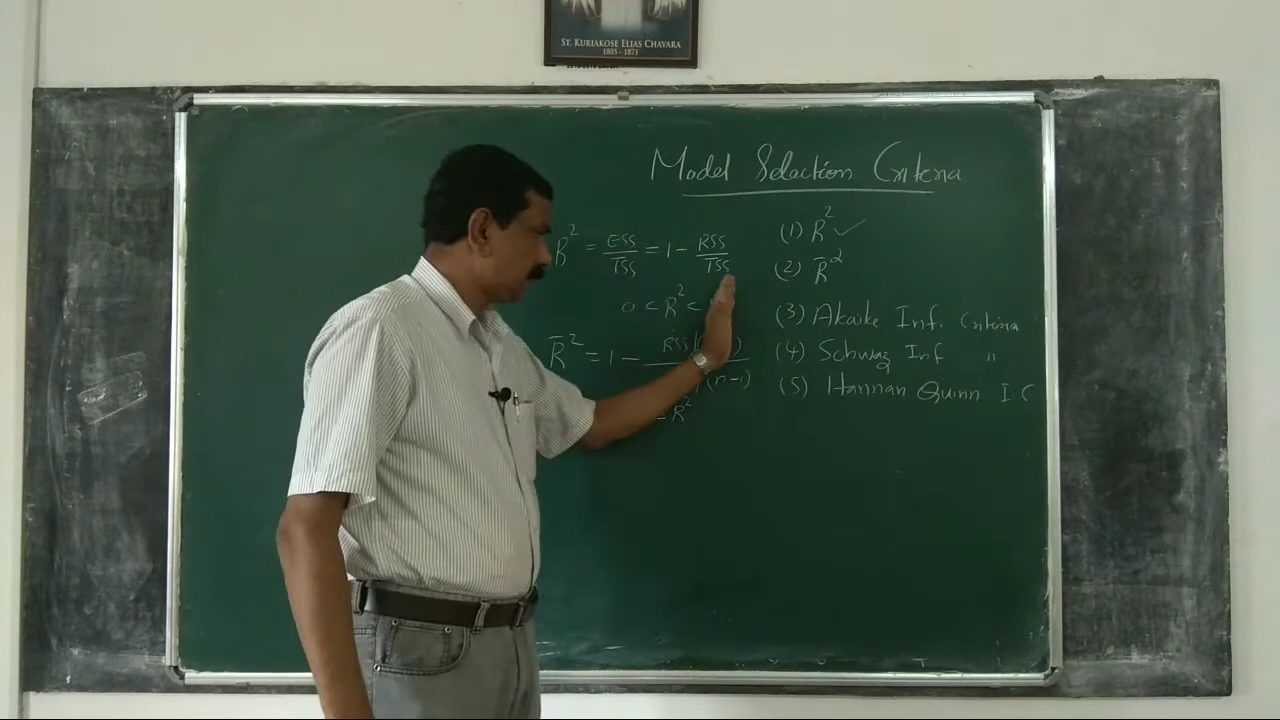 ST. KURIAKOSE ELIAS CHAVARA
1805 - 1871
Model Selection Criteria
R² = ESS/TSS = 1 - RSS/TSS
0 < R² <
R̄² = 1 - RSS (n-1)
= R²
(1) R² ✓
(2) R̄²
(3) Akaike Inf. Criteria
(4) Schwaz Inf "
(5) Hannan Quinn I.C